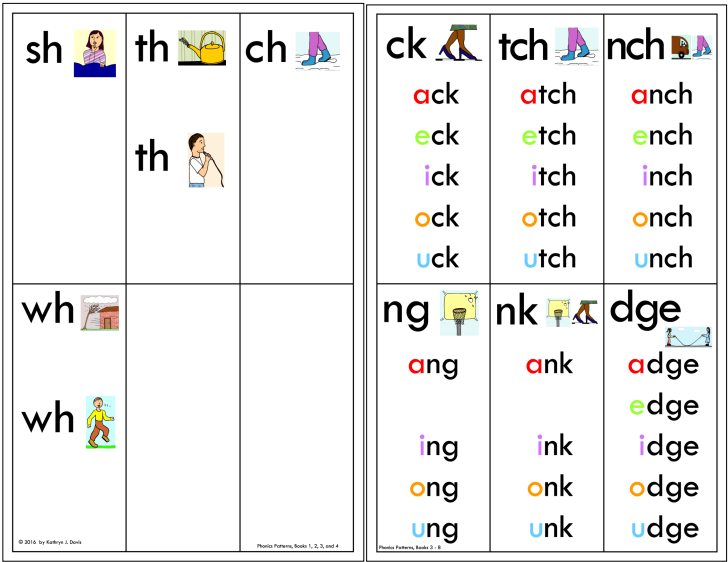 sh
th
ch
th
wh
wh
© 2016 by Kathryn J. Davis
Phonics Patterns, Books 1, 2, 3, and 4
ck
ack
eck
ick
ock
uck
tch
atch
etch
itch
otch
utch
nch
anch
ench
inch
onch
unch
ng
ang
ing
ong
ung
nk
ank
ink
onk
unk
dge
adge
edge
idge
odge
udge
Phonics Patterns, Books 3 - 8